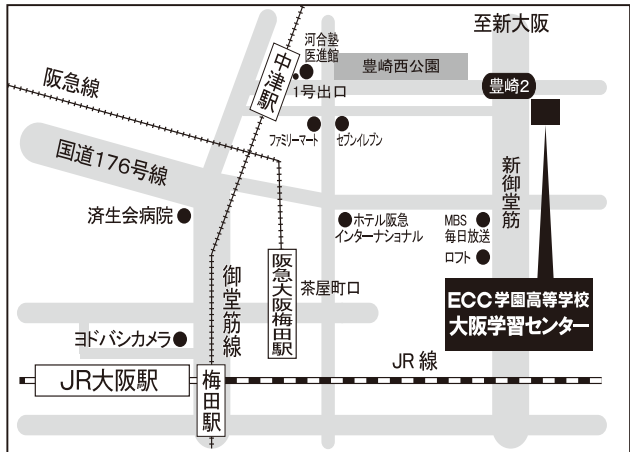 至新大阪
河合塾
医進館
豊崎西公園
中津駅
1号出口
豊崎2
阪急線
ファミリーマート
セブンイレブン
国道176号線
新御堂筋
済生会病院
ホテル阪急
インターナショナル
MBS
毎日放送
ロフト
御堂筋線
阪急大阪梅田駅
茶屋町口
ECC学園高等学校
大阪学習センター
ヨドバシカメラ
JR線
JR大阪駅
梅田駅